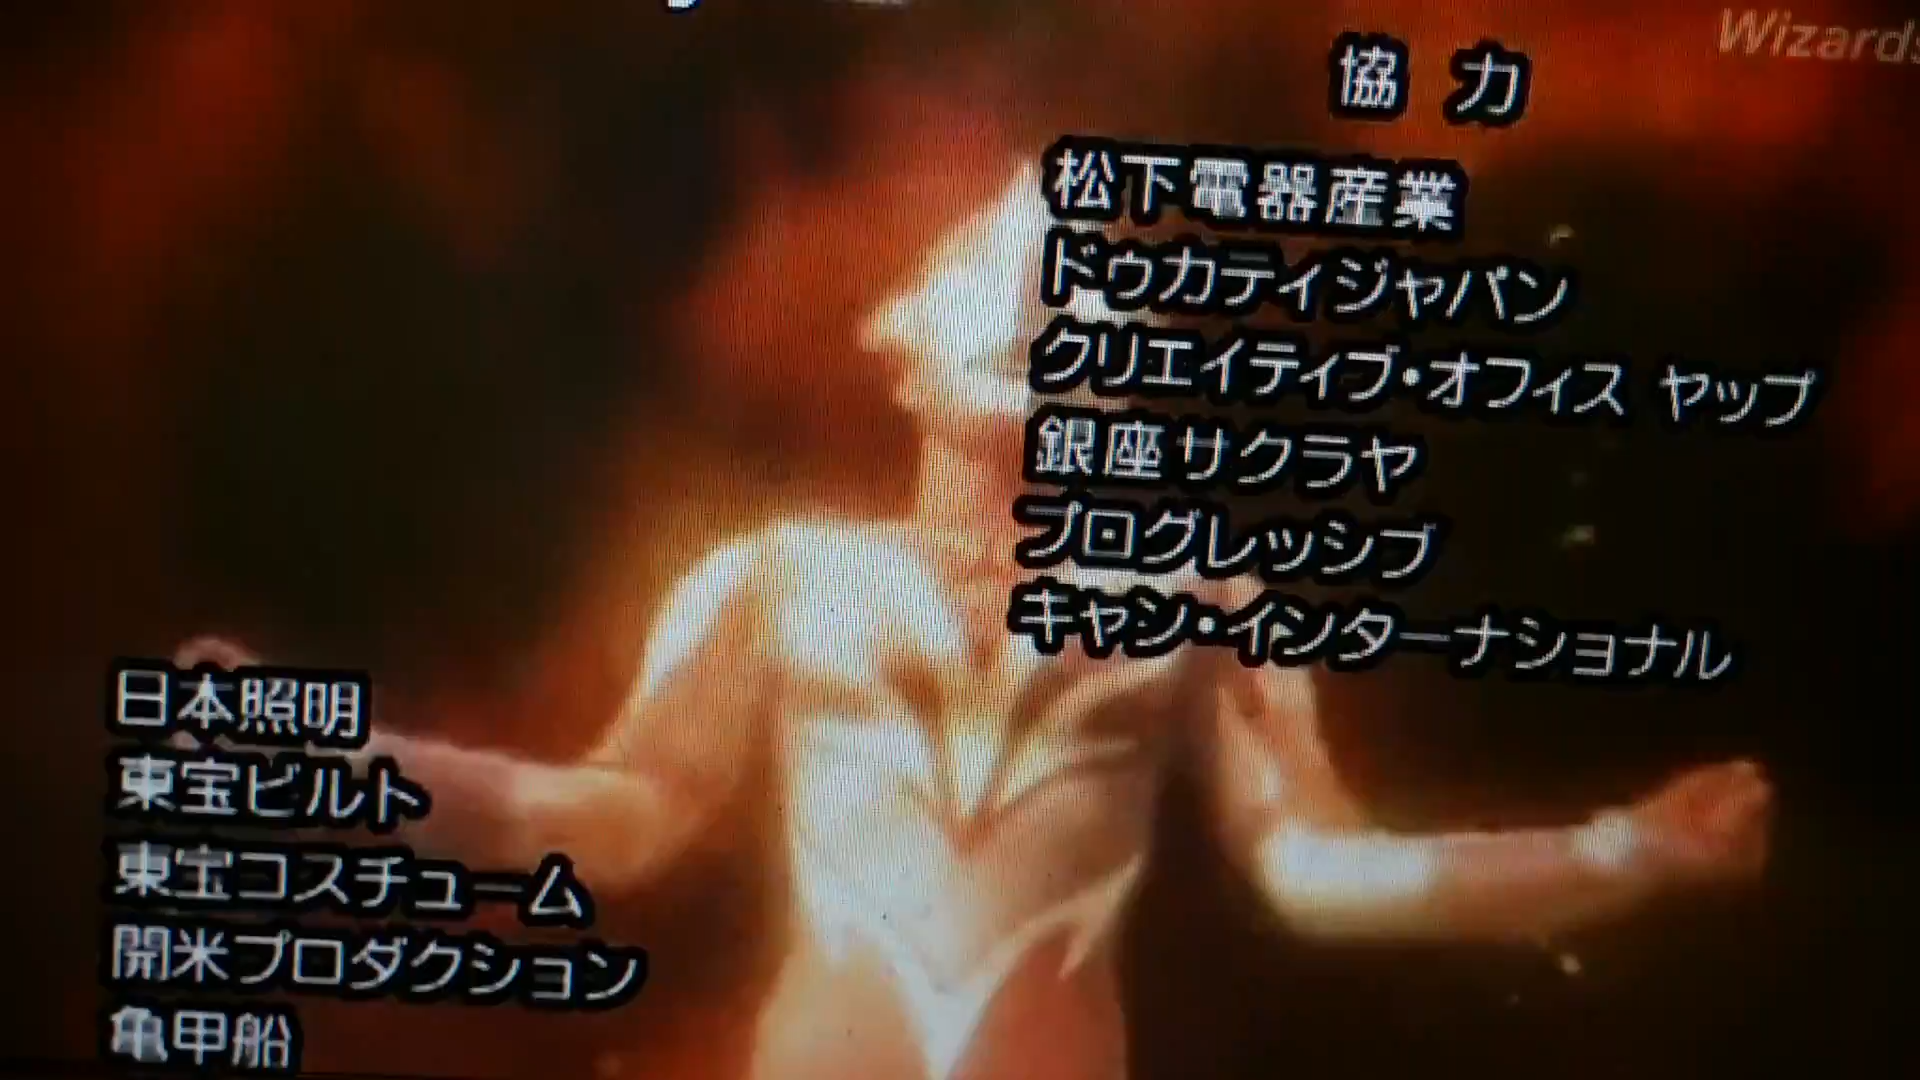 Wizards
協 力
松下電器産業
ドゥカティジャパン
クリエイティブ・オフィス ヤップ
銀座サクラヤ
プログレッシブ
キャン・インターナショナル
日本照明
東宝ビルト
東宝コスチューム
開米プロダクション
亀甲船